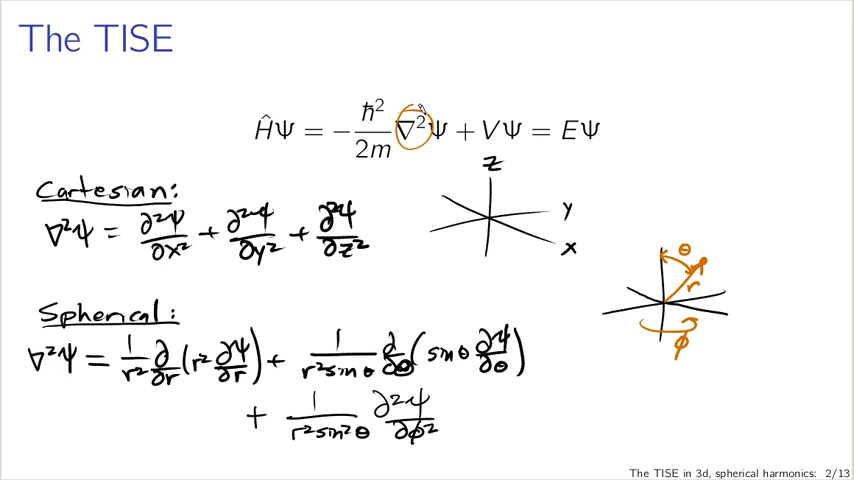 The TISE
ĤΨ = −ħ²/2m ∇²Ψ + VΨ = EΨ
Cartesian:
∇²Ψ = ∂²Ψ/∂x² + ∂²Ψ/∂y² + ∂²Ψ/∂z²
z
y
x
θ
r
φ
Spherical:
∇²Ψ = 1/r² ∂/∂r (r² ∂Ψ/∂r) + 1/(r² sin θ) ∂/∂θ (sin θ ∂Ψ/∂θ)
+ 1/(r² sin² θ) ∂²Ψ/∂φ²
The TISE in 3d, spherical harmonics: 2/13